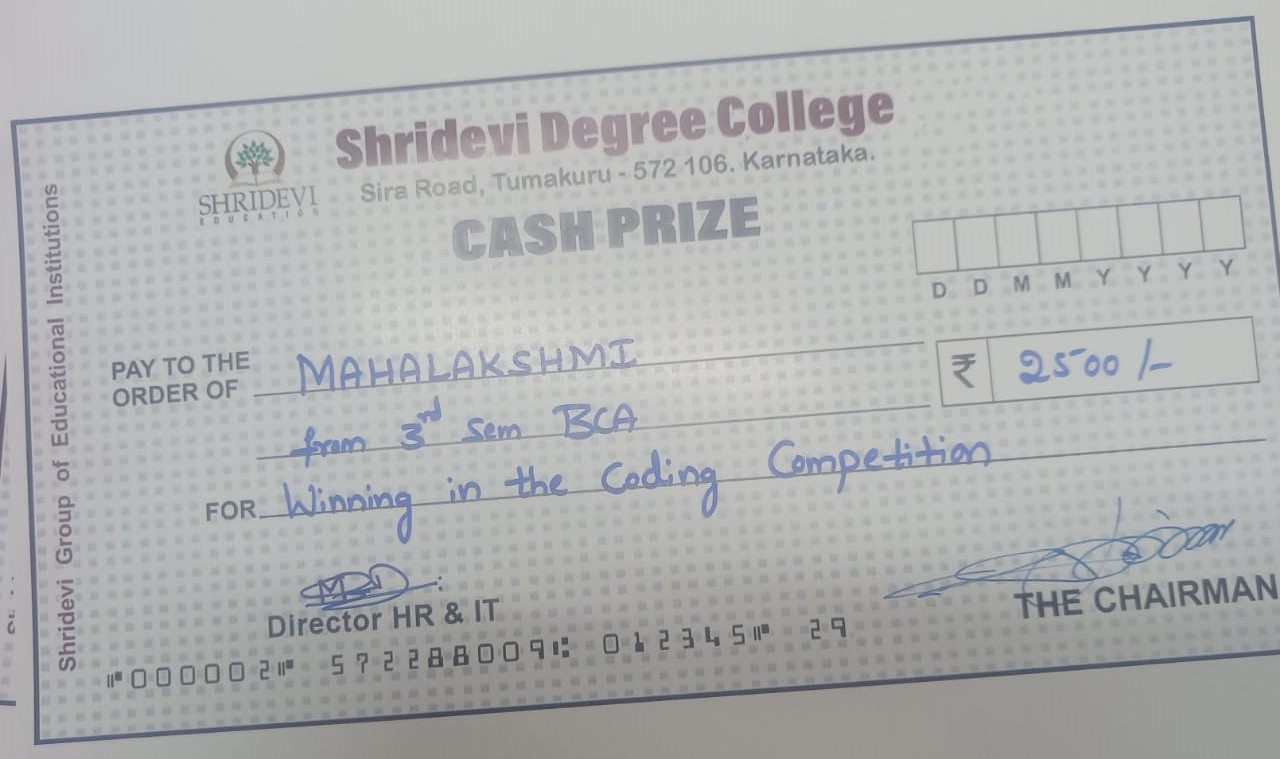 Shridevi Degree College
Sira Road, Tumakuru - 572 106. Karnataka.
SHRIDEVI
EDUCATION
CASH PRIZE
D D M M Y Y Y Y
Shridevi Group of Educational Institutions
PAY TO THE
ORDER OF MAHALAKSHMI
₹ 2500/-
from 3rd Sem BCA
FOR Winning in the Coding Competition
Director HR & IT
THE CHAIRMAN
⑈000002⑈ 572288009⑆ 012345⑈ 29